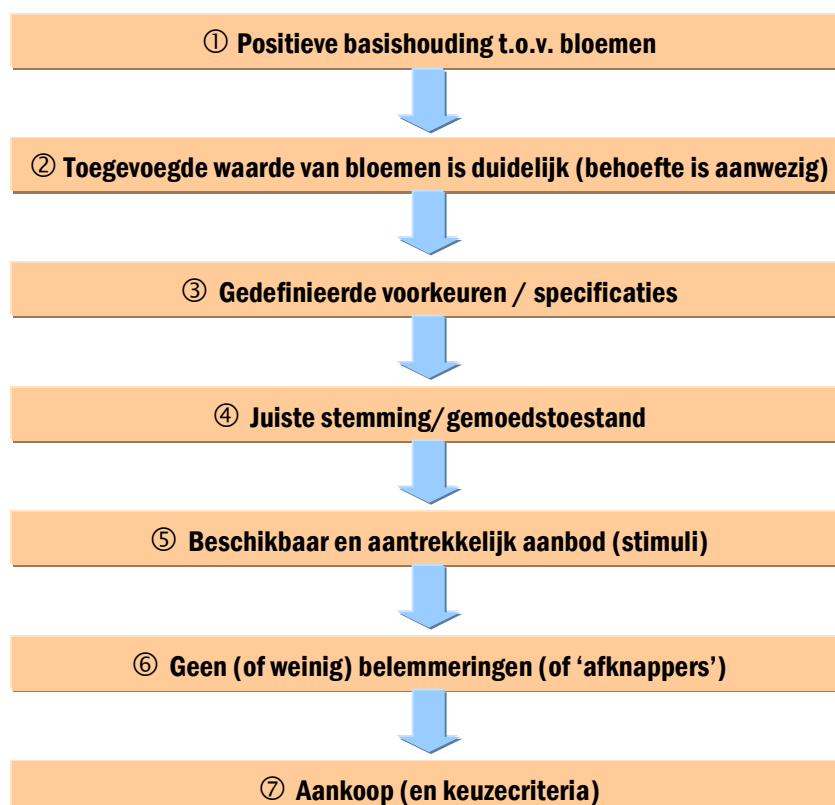 ① Positieve basishouding t.o.v. bloemen
② Toegevoegde waarde van bloemen is duidelijk (behoefte is aanwezig)
③ Gedefinieerde voorkeuren / specificaties
④ Juiste stemming/gemoedstoestand
⑤ Beschikbaar en aantrekkelijk aanbod (stimuli)
⑥ Geen (of weinig) belemmeringen (of ‘afknappers’)
⑦ Aankoop (en keuzecriteria)